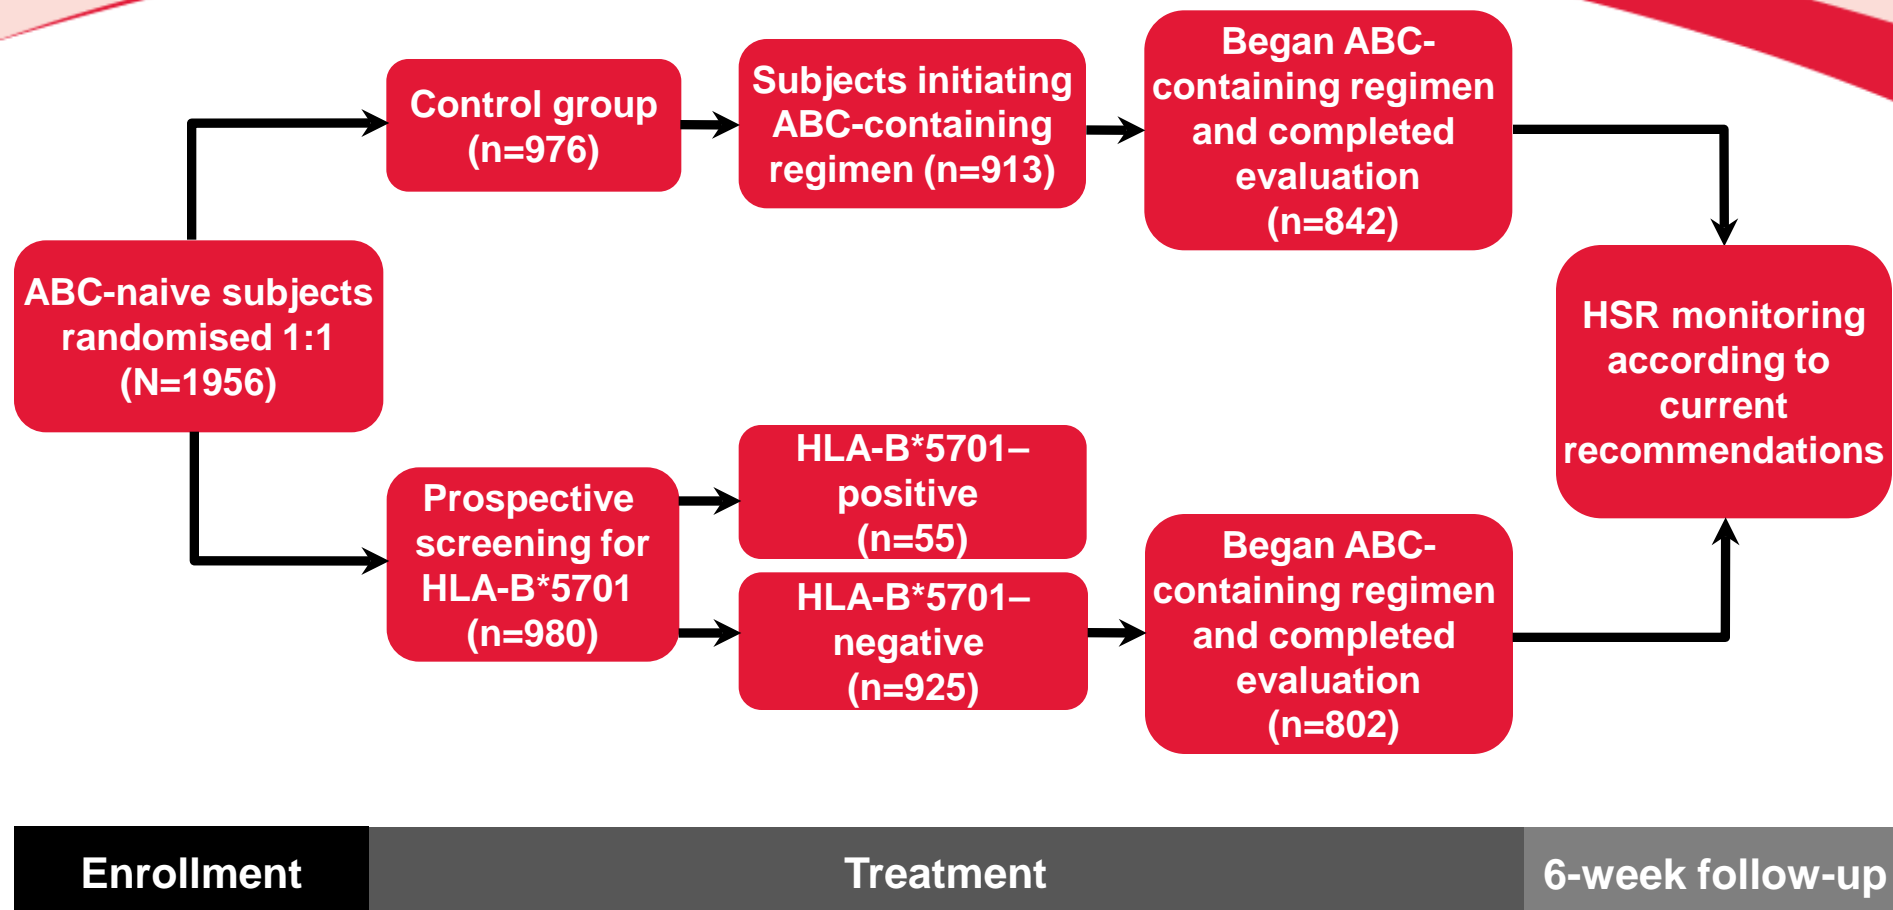 ABC-naive subjects
randomised 1:1
(N=1956)
Control group
(n=976)
Subjects initiating
ABC-containing
regimen (n=913)
Began ABC-
containing regimen
and completed
evaluation
(n=842)
Prospective
screening for
HLA-B*5701
(n=980)
HLA-B*5701–
positive
(n=55)
HLA-B*5701–
negative
(n=925)
Began ABC-
containing regimen
and completed
evaluation
(n=802)
HSR monitoring
according to
current
recommendations
Enrollment
Treatment
6-week follow-up